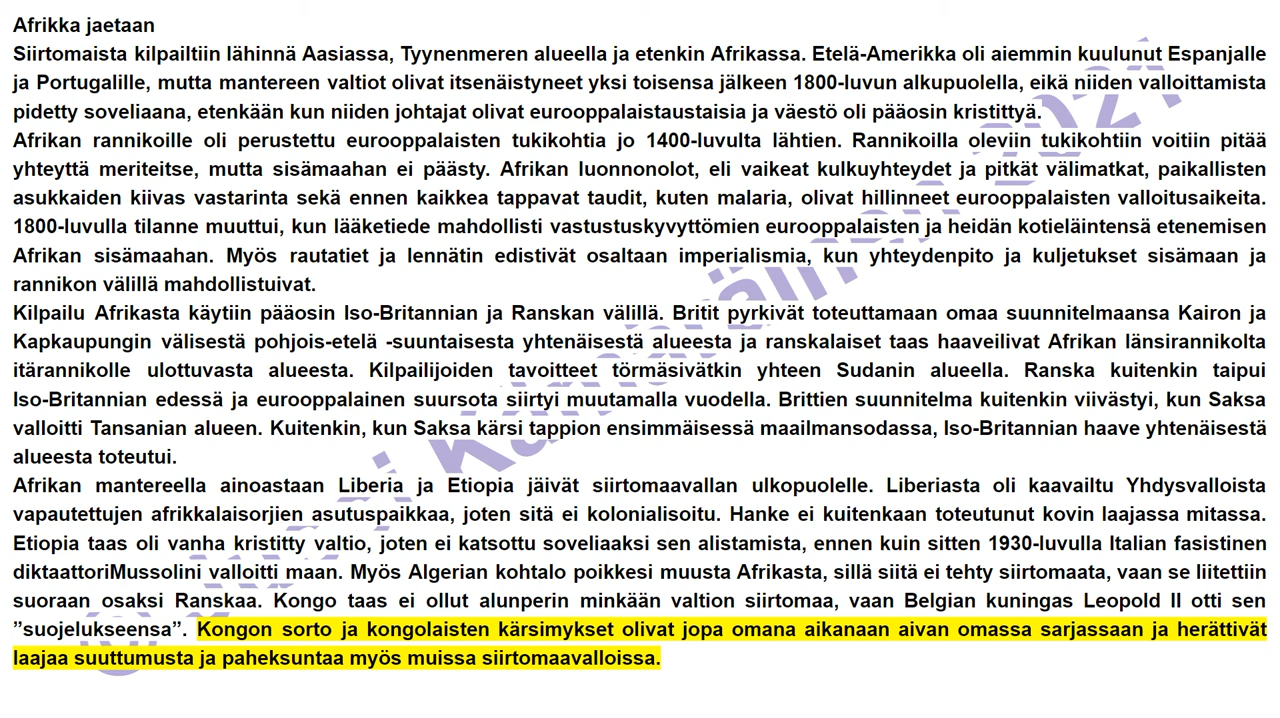 Afrikka jaetaan
Siirtomaista kilpailtiin lähinnä Aasiassa, Tyynenmeren alueella ja etenkin Afrikassa. Etelä-Amerikka oli aiemmin kuulunut Espanjalle
ja Portugalille, mutta mantereen valtiot olivat itsenäistyneet yksi toisensa jälkeen 1800-luvun alkupuolella, eikä niiden valloittamista
pidetty soveliaana, etenkään kun niiden johtajat olivat eurooppalaistaustaisia ja väestö oli pääosin kristittyä.
Afrikan rannikoille oli perustettu eurooppalaisten tukikohtia jo 1400-luvulta lähtien. Rannikoilla oleviin tukikohtiin voitiin pitää
yhteyttä meriteitse, mutta sisämaahan ei päästy. Afrikan luonnonolot, eli vaikeat kulkuyhteydet ja pitkät välimatkat, paikallisten
asukkaiden kiivas vastarinta sekä ennen kaikkea tappavat taudit, kuten malaria, olivat hillinneet eurooppalaisten valloitusaikeita.
1800-luvulla tilanne muuttui, kun lääketiede mahdollisti vastustuskyvyttömien eurooppalaisten ja heidän kotieläintensä etenemisen
Afrikan sisämaahan. Myös rautatiet ja lennätin edistivät osaltaan imperialismia, kun yhteydenpito ja kuljetukset sisämaan ja
rannikon välillä mahdollistuivat.
Kilpailu Afrikasta käytiin pääosin Iso-Britannian ja Ranskan välillä. Britit pyrkivät toteuttamaan omaa suunnitelmaansa Kairon ja
Kapkaupungin välisestä pohjois-etelä -suuntaisesta yhtenäisestä alueesta ja ranskalaiset taas haaveilivat Afrikan länsirannikolta
itärannikolle ulottuvasta alueesta. Kilpailijoiden tavoitteet törmäsivätkin yhteen Sudanin alueella. Ranska kuitenkin taipui
Iso-Britannian edessä ja eurooppalainen suursota siirtyi muutamalla vuodella. Brittien suunnitelma kuitenkin viivästyi, kun Saksa
valloitti Tansanian alueen. Kuitenkin, kun Saksa kärsi tappion ensimmäisessä maailmansodassa, Iso-Britannian haave yhtenäisestä
alueesta toteutui.
Afrikan mantereella ainoastaan Liberia ja Etiopia jäivät siirtomaavallan ulkopuolelle. Liberiasta oli kaavailtu Yhdysvalloista
vapautettujen afrikkalaisorjien asutuspaikkaa, joten sitä ei kolonialisoitu. Hanke ei kuitenkaan toteutunut kovin laajassa mitassa.
Etiopia taas oli vanha kristitty valtio, joten ei katsottu soveliaaksi sen alistamista, ennen kuin sitten 1930-luvulla Italian fasistinen
diktaattoriMussolini valloitti maan. Myös Algerian kohtalo poikkesi muusta Afrikasta, sillä siitä ei tehty siirtomaata, vaan se liitettiin
suoraan osaksi Ranskaa. Kongo taas ei ollut alunperin minkään valtion siirtomaa, vaan Belgian kuningas Leopold II otti sen
”suojelukseensa”. Kongon sorto ja kongolaisten kärsimykset olivat jopa omana aikanaan aivan omassa sarjassaan ja herättivät
laajaa suuttumusta ja paheksuntaa myös muissa siirtomaavalloissa.